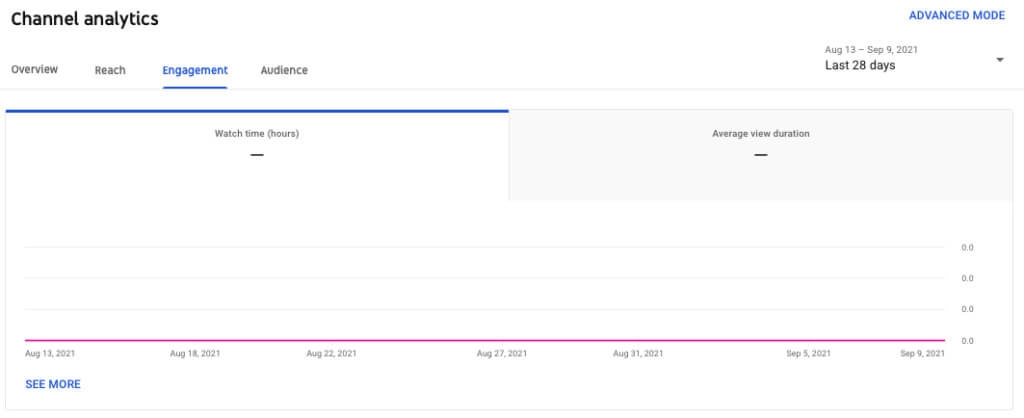 Channel analytics
ADVANCED MODE
Aug 13 – Sep 9, 2021
Last 28 days
Overview Reach Engagement Audience
Watch time (hours) Average view duration
— —
0.0
0.0
0.0
0.0
Aug 13, 2021 Aug 18, 2021 Aug 22, 2021 Aug 27, 2021 Aug 31, 2021 Sep 5, 2021 Sep 9, 2021
SEE MORE